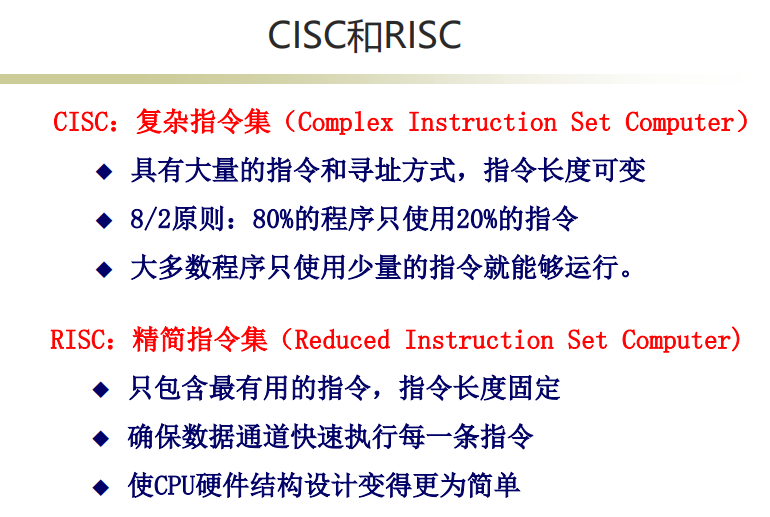 CISC和RISC
CISC：复杂指令集（Complex Instruction Set Computer）
◆ 具有大量的指令和寻址方式，指令长度可变
◆ 8/2原则：80%的程序只使用20%的指令
◆ 大多数程序只使用少量的指令就能够运行。
RISC：精简指令集（Reduced Instruction Set Computer)
◆ 只包含最有用的指令，指令长度固定
◆ 确保数据通道快速执行每一条指令
◆ 使CPU硬件结构设计变得更为简单